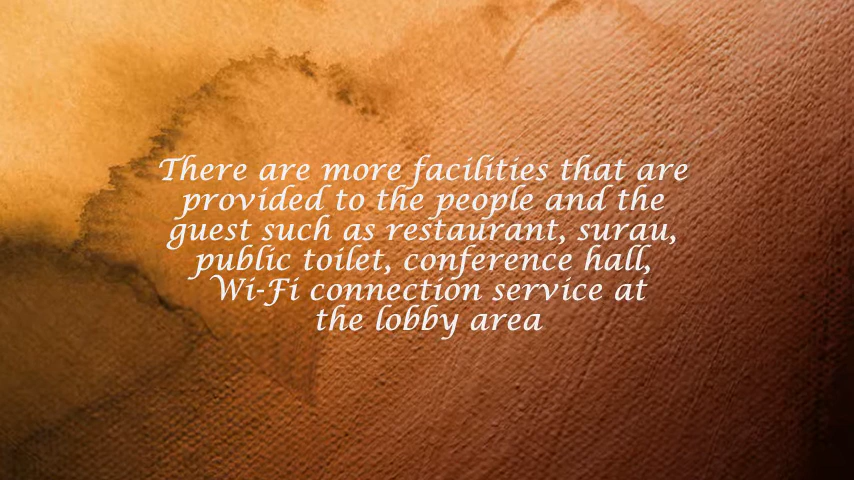 There are more facilities that are
provided to the people and the
guest such as restaurant, surau,
public toilet, conference hall,
Wi-Fi connection service at
the lobby area